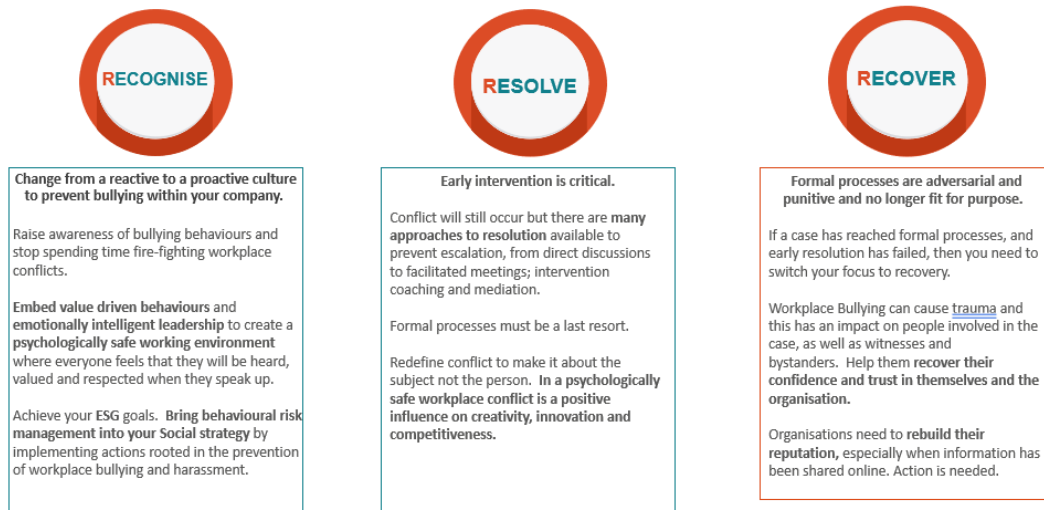 RECOGNISE
Change from a reactive to a proactive culture
to prevent bullying within your company.
Raise awareness of bullying behaviours and
stop spending time fire-fighting workplace
conflicts.
Embed value driven behaviours and
emotionally intelligent leadership to create a
psychologically safe working environment
where everyone feels that they will be heard,
valued and respected when they speak up.
Achieve your ESG goals.  Bring behavioural risk
management into your Social strategy by
implementing actions rooted in the prevention
of workplace bullying and harassment.
RESOLVE
Early intervention is critical.
Conflict will still occur but there are many
approaches to resolution available to
prevent escalation, from direct discussions
to facilitated meetings; intervention
coaching and mediation.
Formal processes must be a last resort.
Redefine conflict to make it about the
subject not the person.  In a psychologically
safe workplace conflict is a positive
influence on creativity, innovation and
competitiveness.
RECOVER
Formal processes are adversarial and
punitive and no longer fit for purpose.
If a case has reached formal processes, and
early resolution has failed, then you need to
switch your focus to recovery.
Workplace Bullying can cause trauma and
this has an impact on people involved in the
case, as well as witnesses and
bystanders.  Help them recover their
confidence and trust in themselves and the
organisation.
Organisations need to rebuild their
reputation, especially when information has
been shared online. Action is needed.